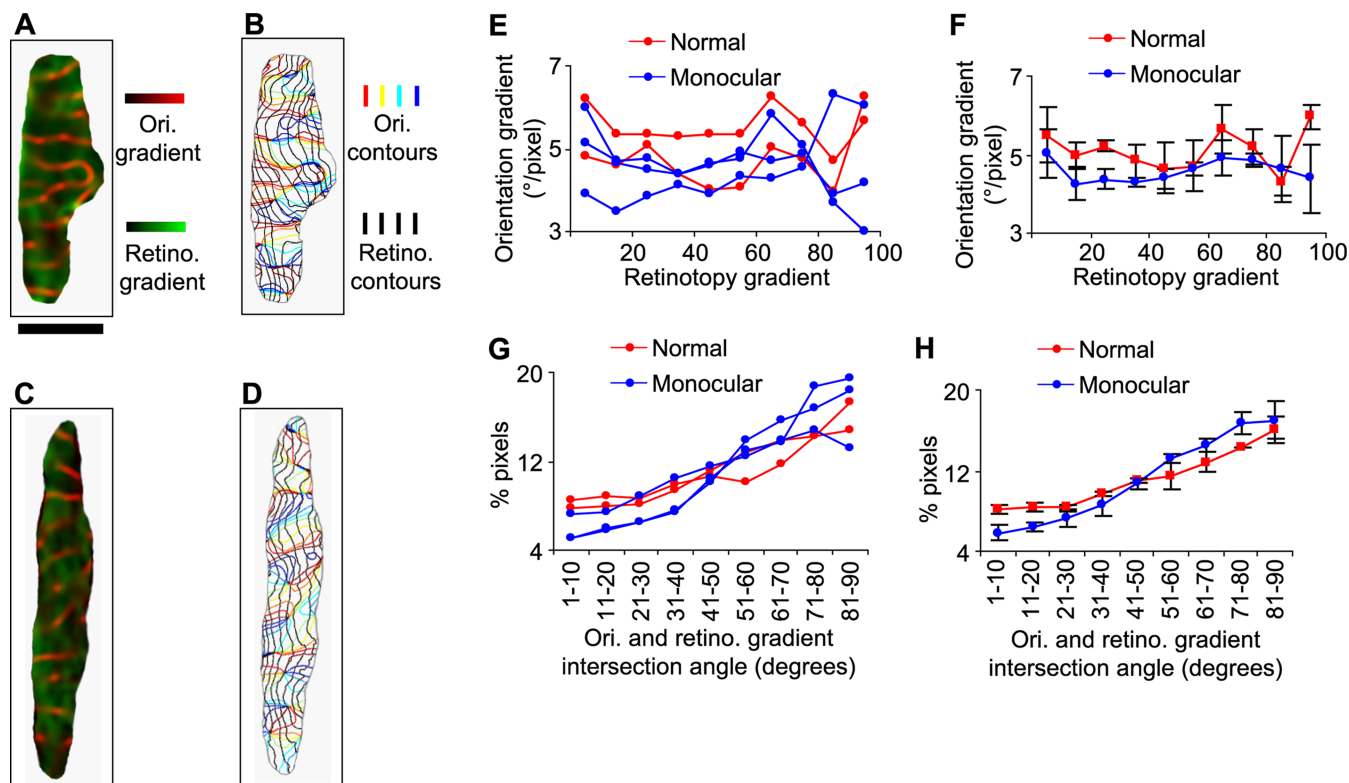 A
Ori.
gradient
Retino.
gradient
B
Ori.
contours
Retino.
contours
C
D
E
Normal
Monocular
Orientation gradient
(°/pixel)
7
5
3
20 40 60 80 100
Retinotopy gradient
F
Normal
Monocular
Orientation gradient
(°/pixel)
7
5
3
20 40 60 80 100
Retinotopy gradient
G
Normal
Monocular
% pixels
20
12
4
1-10 11-20 21-30 31-40 41-50 51-60 61-70 71-80 81-90
Ori. and retino. gradient
intersection angle (degrees)
H
Normal
Monocular
% pixels
20
12
4
1-10 11-20 21-30 31-40 41-50 51-60 61-70 71-80 81-90
Ori. and retino. gradient
intersection angle (degrees)